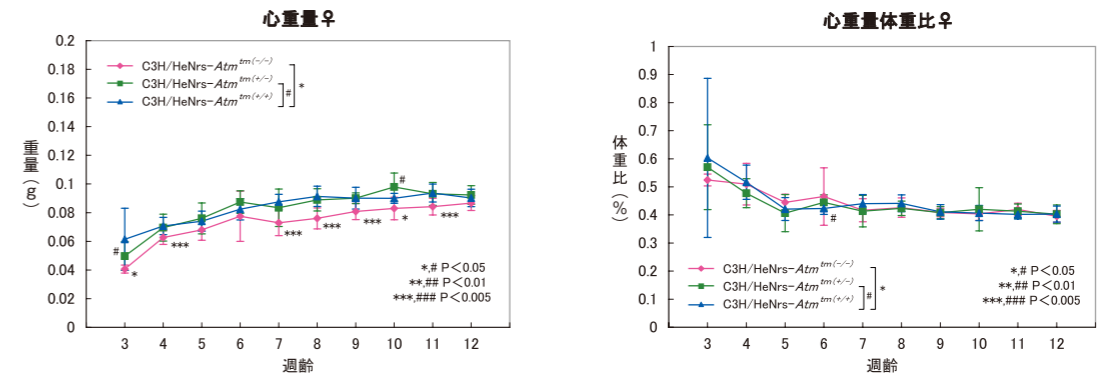 心重量♀
0.2
0.18
0.16
0.14
0.12
0.1
0.08
0.06
0.04
0.02
0
重量(g)
C3H/HeNrs-Atm tm(-/-)
C3H/HeNrs-Atm tm(+/-)
C3H/HeNrs-Atm tm(+/+)
# *
# * *** *** *** *** # * ***
*,# P<0.05
**,## P<0.01
***,### P<0.005
3 4 5 6 7 8 9 10 11 12
週齢
心重量体重比♀
1
0.9
0.8
0.7
0.6
0.5
0.4
0.3
0.2
0.1
0
体重比(%)
#
C3H/HeNrs-Atm tm(-/-)
C3H/HeNrs-Atm tm(+/-)
C3H/HeNrs-Atm tm(+/+)
# *
*,# P<0.05
**,## P<0.01
***,### P<0.005
3 4 5 6 7 8 9 10 11 12
週齢